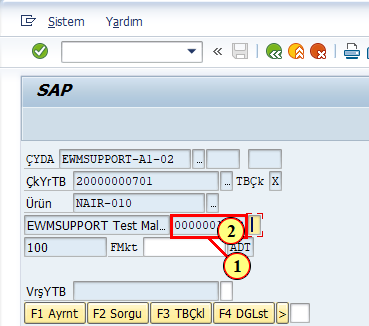 Sistem Yardım
SAP
ÇYDA EWMSUPPORT-A1-02 ..
ÇkYrTB 20000000701 .. TBÇk X
Ürün NAIR-010 ..
EWMSUPPORT Test Mal… 2
100 FMkt ADT
1
VrşYTB
F1 Ayrnt F2 Sorgu F3 TBÇkl F4 DGLst >